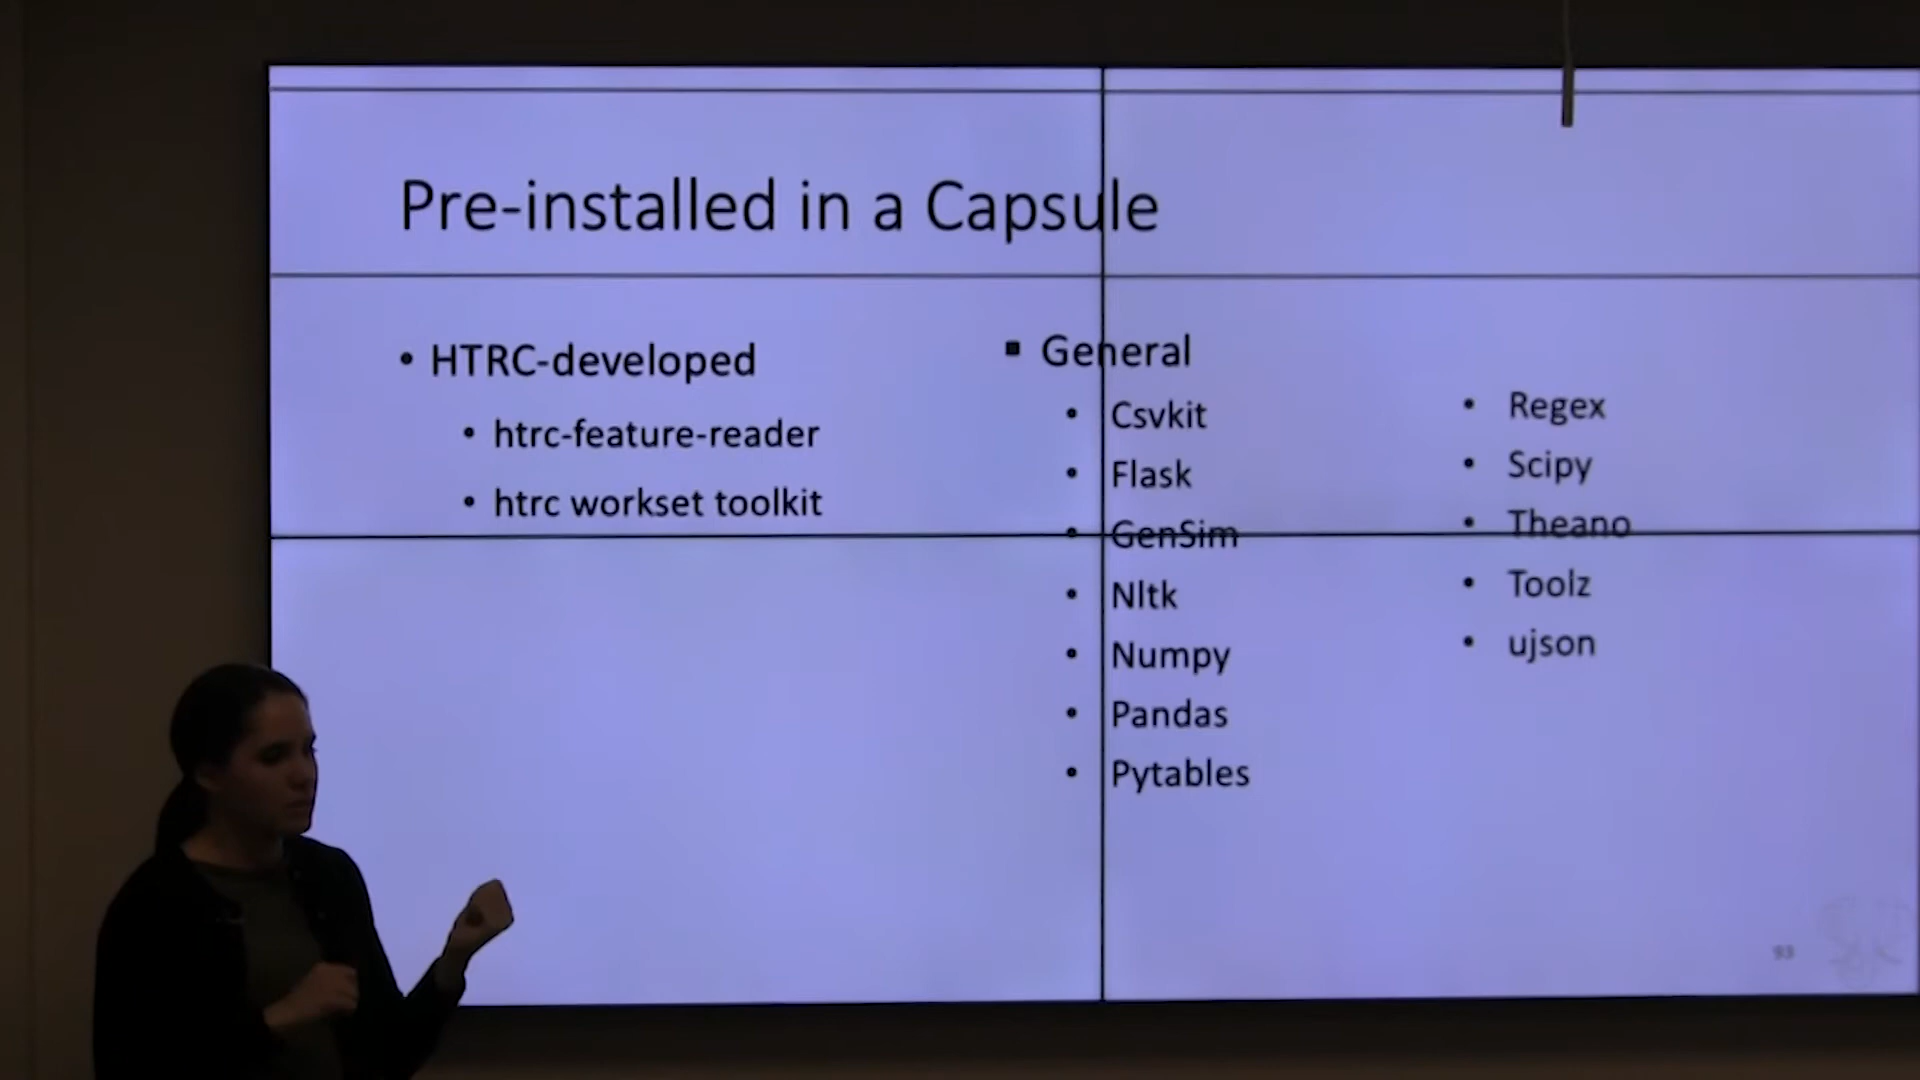 Pre-installed in a Capsule
• HTRC-developed
• htrc-feature-reader
• htrc workset toolkit
▪ General
• Csvkit
• Flask
• GenSim
• Nltk
• Numpy
• Pandas
• Pytables
• Regex
• Scipy
• Theano
• Toolz
• ujson
93